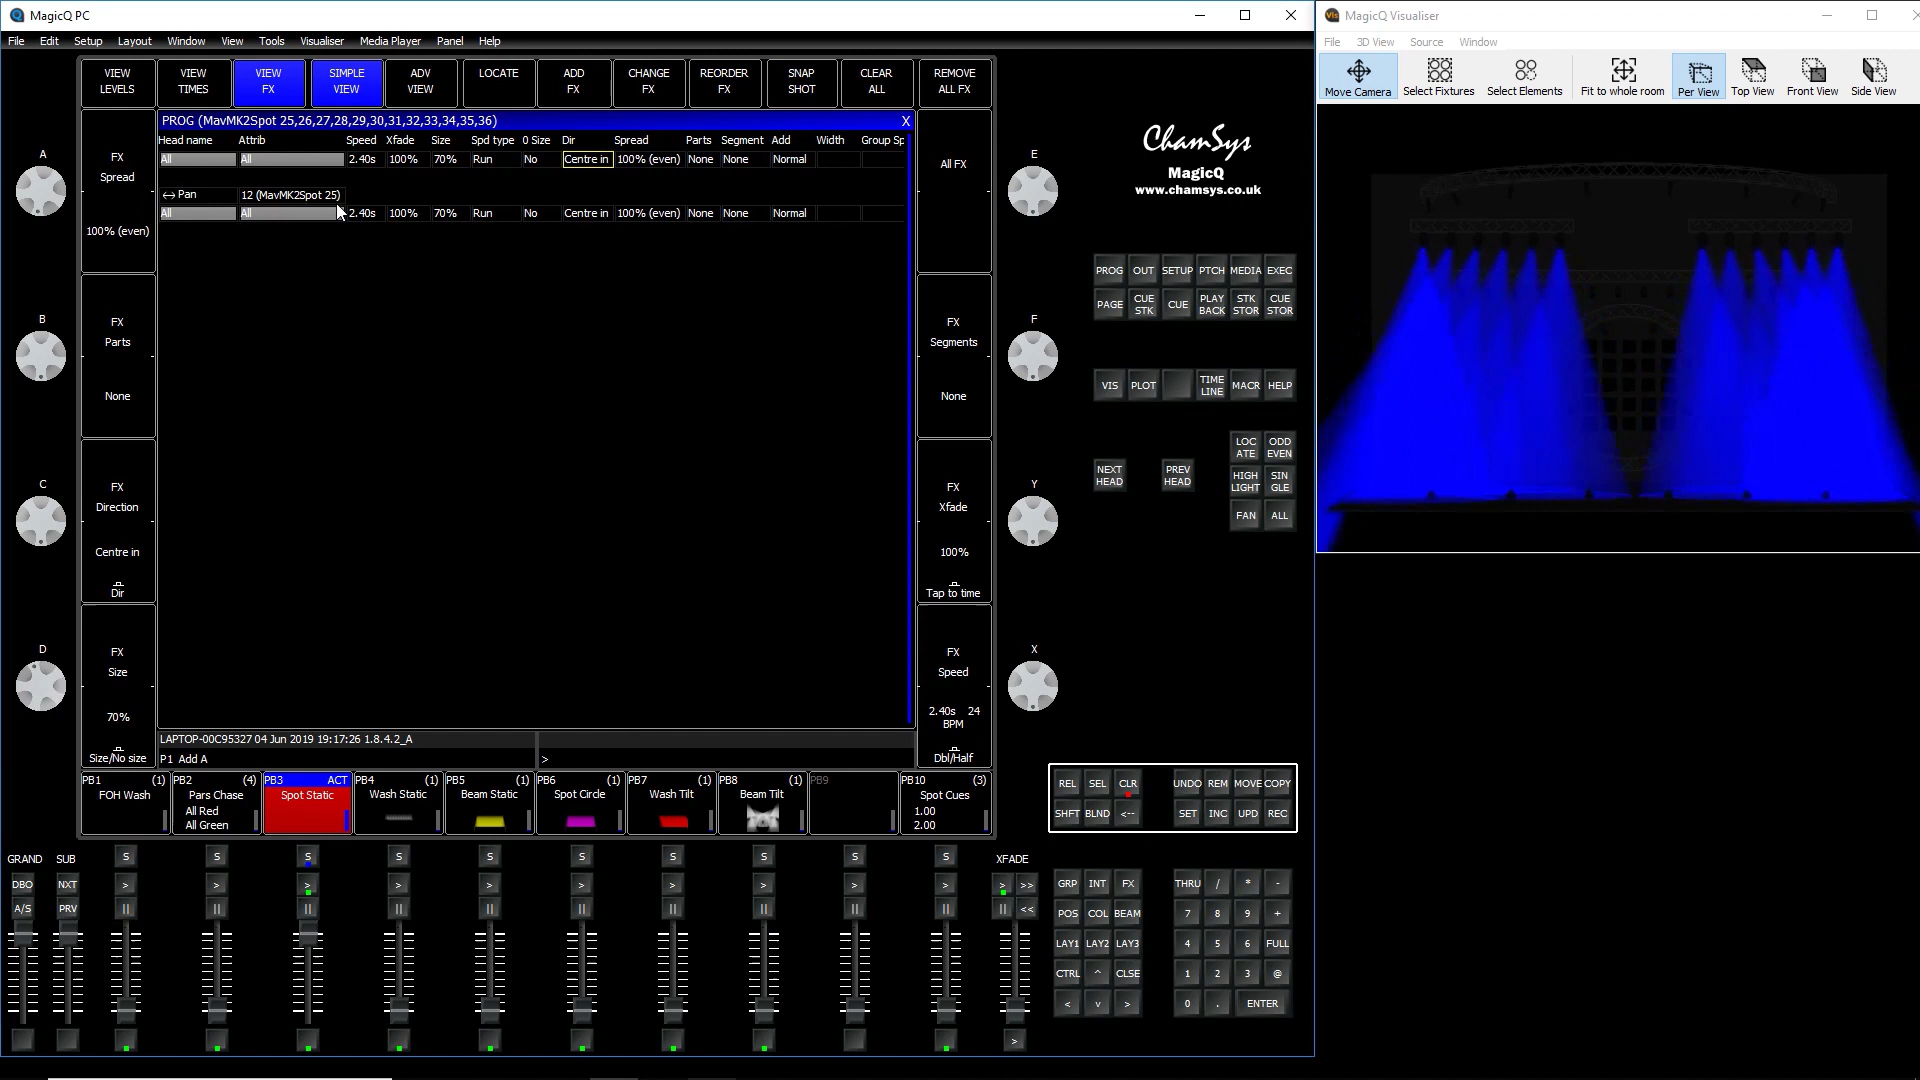 MagicQ PC
File Edit Setup Layout Window View Tools Visualiser Media Player Panel Help
VIEW LEVELS
VIEW TIMES
VIEW FX
SIMPLE VIEW
ADV VIEW
LOCATE
ADD FX
CHANGE FX
REORDER FX
SNAP SHOT
CLEAR ALL
REMOVE ALL FX
PROG (MavMK2Spot 25,26,27,28,29,30,31,32,33,34,35,36) X
Head name Attrib Speed Xfade Size Spd type 0 Size Dir Spread Parts Segment Add Width Group Sp
All All 2.40s 100% 70% Run No Centre in 100% (even) None None Normal
↔ Pan 12 (MavMK2Spot 25)
All All 2.40s 100% 70% Run No Centre in 100% (even) None None Normal
A
FX
Spread
100% (even)
B
FX
Parts
None
C
FX
Direction
Centre in
Dir
D
FX
Size
70%
Size/No size
All FX
E
FX
Segments
None
F
FX
Xfade
100%
Tap to time
Y
FX
Speed
2.40s 24
BPM
Dbl/Half
X
LAPTOP-00C95327 04 Jun 2019 19:17:26 1.8.4.2_A
P1 Add A >
PB1 (1)
FOH Wash
PB2 (4)
Pars Chase
All Red
All Green
PB3 ACT
Spot Static
PB4 (1)
Wash Static
PB5 (1)
Beam Static
PB6 (1)
Spot Circle
PB7 (1)
Wash Tilt
PB8 (1)
Beam Tilt
PB9
PB10 (3)
Spot Cues
1.00
2.00
GRAND SUB S S S S S S S S S S XFADE
DBO NXT > > > > > > > > > > > >>
A/S PRV || || || || || || || || || || || <<
>
ChamSys
MagicQ
www.chamsys.co.uk
PROG OUT SETUP PTCH MEDIA EXEC
PAGE CUE STK CUE PLAY BACK STK STOR CUE STOR
VIS PLOT TIME LINE MACR HELP
LOC ATE ODD EVEN
NEXT HEAD PREV HEAD HIGH LIGHT SIN GLE
FAN ALL
REL SEL CLR UNDO REM MOVE COPY
SHFT BLND <-- SET INC UPD REC
GRP INT FX THRU / * -
POS COL BEAM 7 8 9 +
LAY1 LAY2 LAY3 4 5 6 FULL
CTRL ^ CLSE 1 2 3 @
< v > 0 . ENTER
MagicQ Visualiser
File 3D View Source Window
Move Camera Select Fixtures Select Elements Fit to whole room Per View Top View Front View Side View